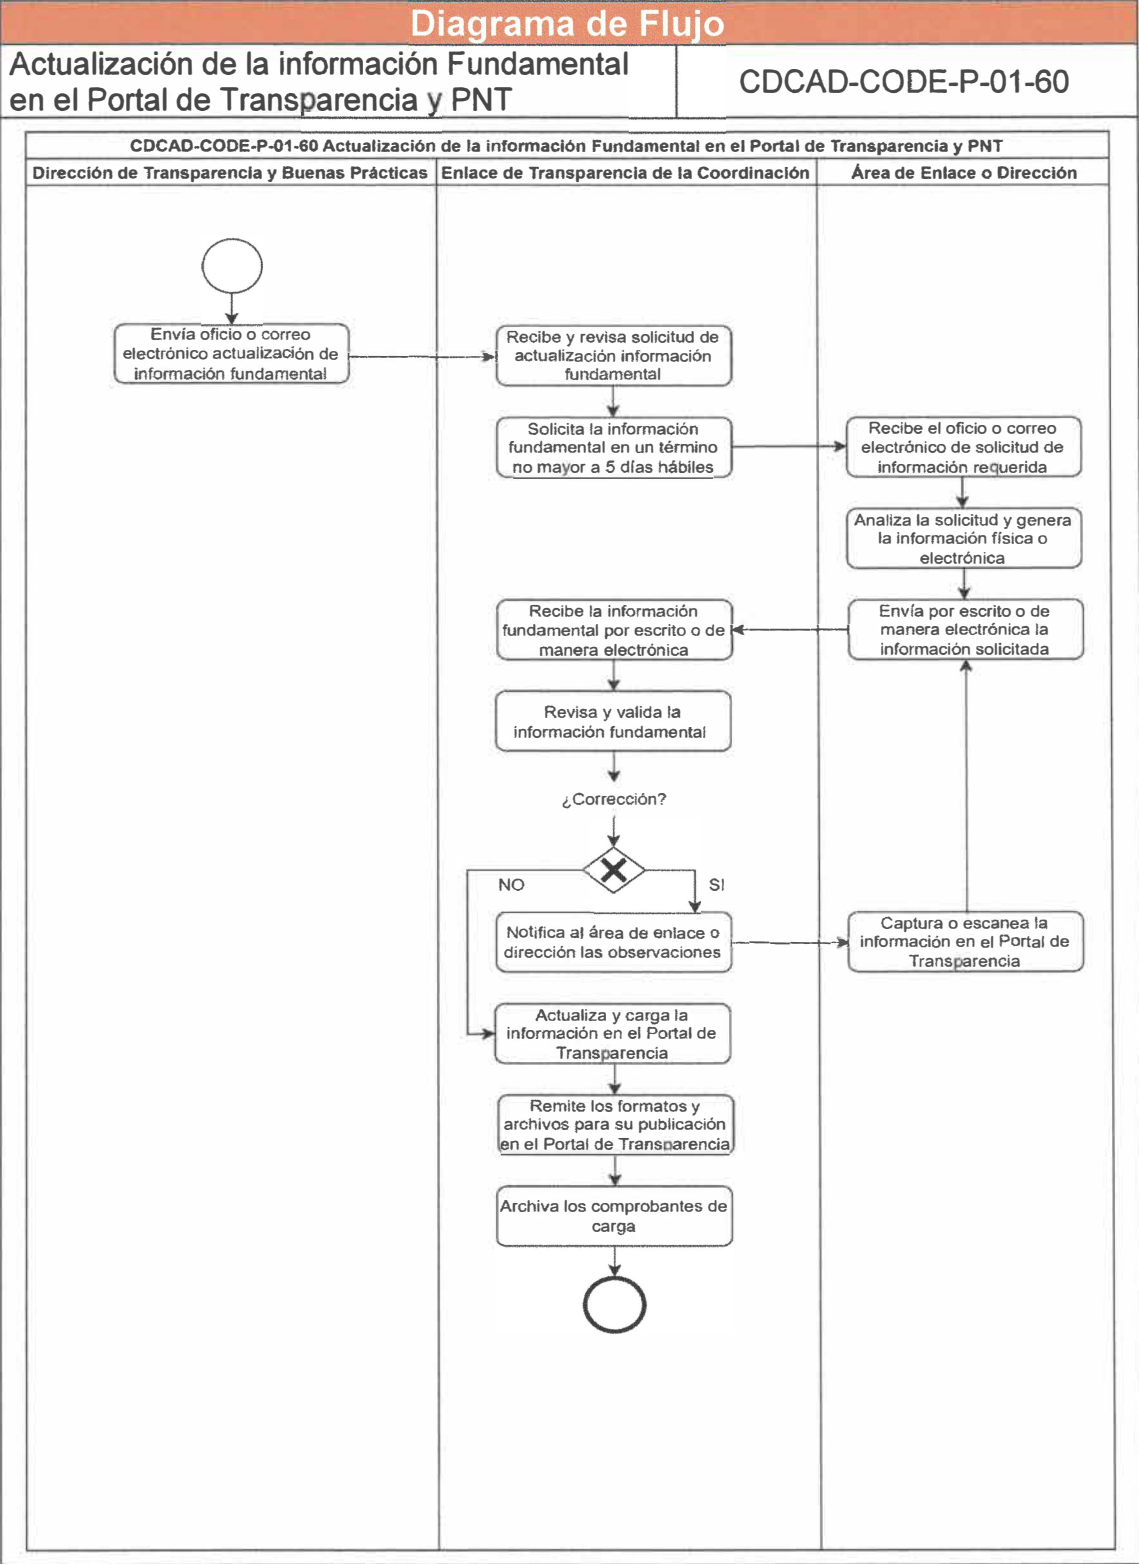 Diagrama de Flujo
Actualización de la información Fundamental
en el Portal de Transparencia y PNT
CDCAD-CODE-P-01-60
CDCAD-CODE-P-01-60 Actualización de la información Fundamental en el Portal de Transparencia y PNT
Dirección de Transparencia y Buenas Prácticas
Enlace de Transparencia de la Coordinación
Área de Enlace o Dirección
Envía oficio o correo
electrónico actualización de
información fundamental
Recibe y revisa solicitud de
actualización información
fundamental
Solicita la información
fundamental en un término
no mayor a 5 días hábiles
Recibe el oficio o correo
electrónico de solicitud de
información requerida
Analiza la solicitud y genera
la información física o
electrónica
Envía por escrito o de
manera electrónica la
información solicitada
Recibe la información
fundamental por escrito o de
manera electrónica
Revisa y valida la
información fundamental
¿Corrección?
NO
SI
Notifica al área de enlace o
dirección las observaciones
Captura o escanea la
información en el Portal de
Transparencia
Actualiza y carga la
información en el Portal de
Transparencia
Remite los formatos y
archivos para su publicación
en el Portal de Transparencia
Archiva los comprobantes de
carga